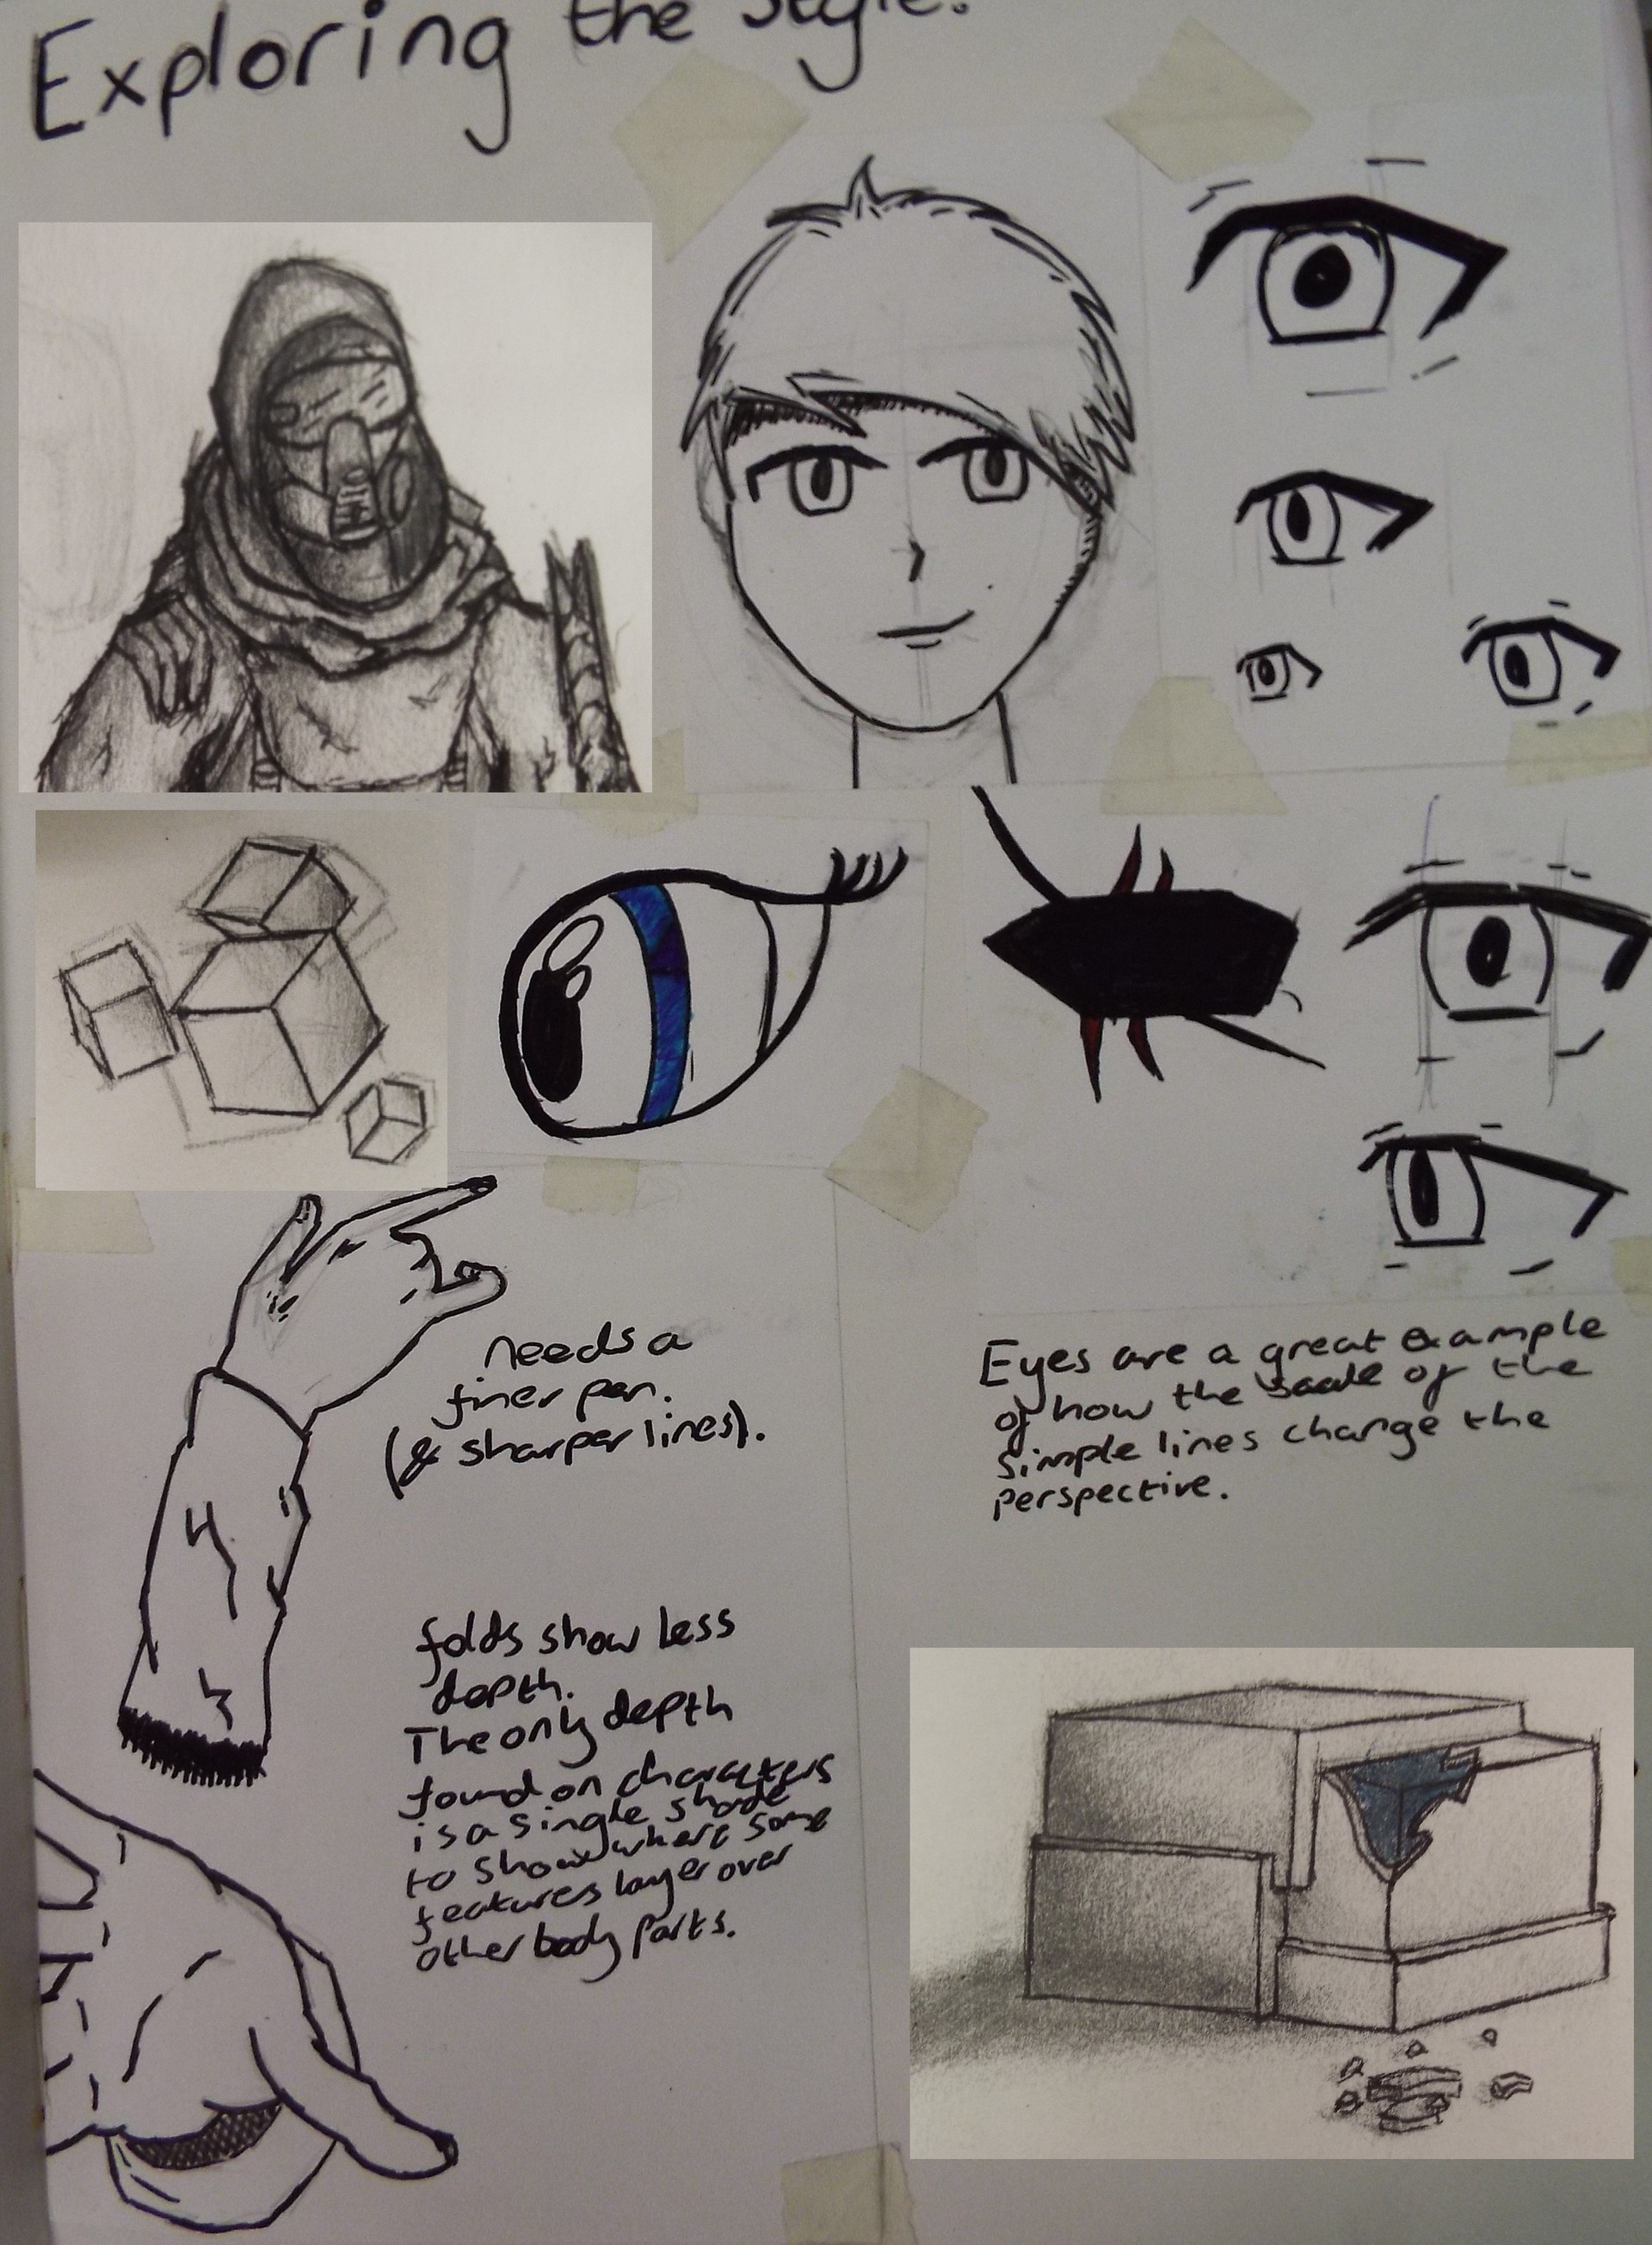 Exploring the Style.
needs a
finer pen.
(& sharper lines).
Eyes are a great example
of how the scale of the
simple lines change the
perspective.
folds show less
depth.
The only depth
found on characters
is a single shade
to show where some
features layer over
other body parts.